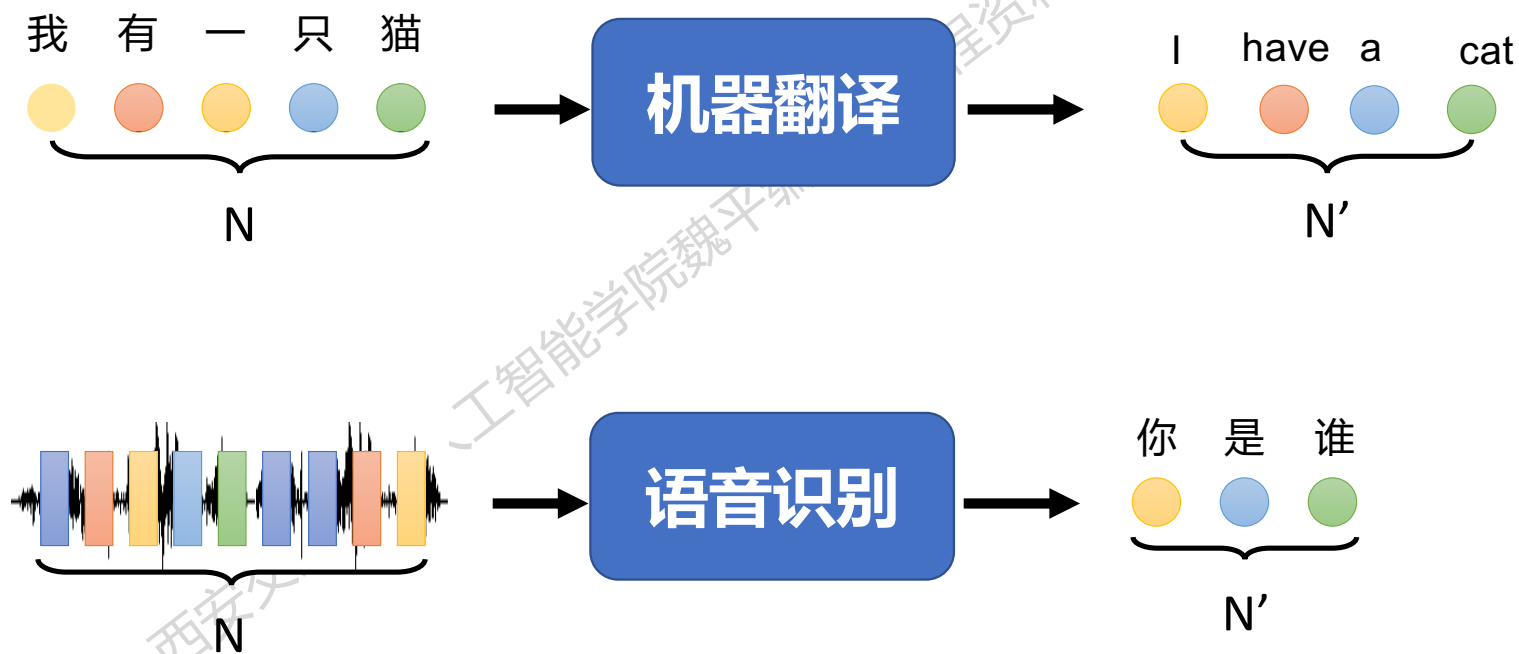 我 有 一 只 猫
机器翻译
I have a cat
N
N’
语音识别
你 是 谁
N
N’